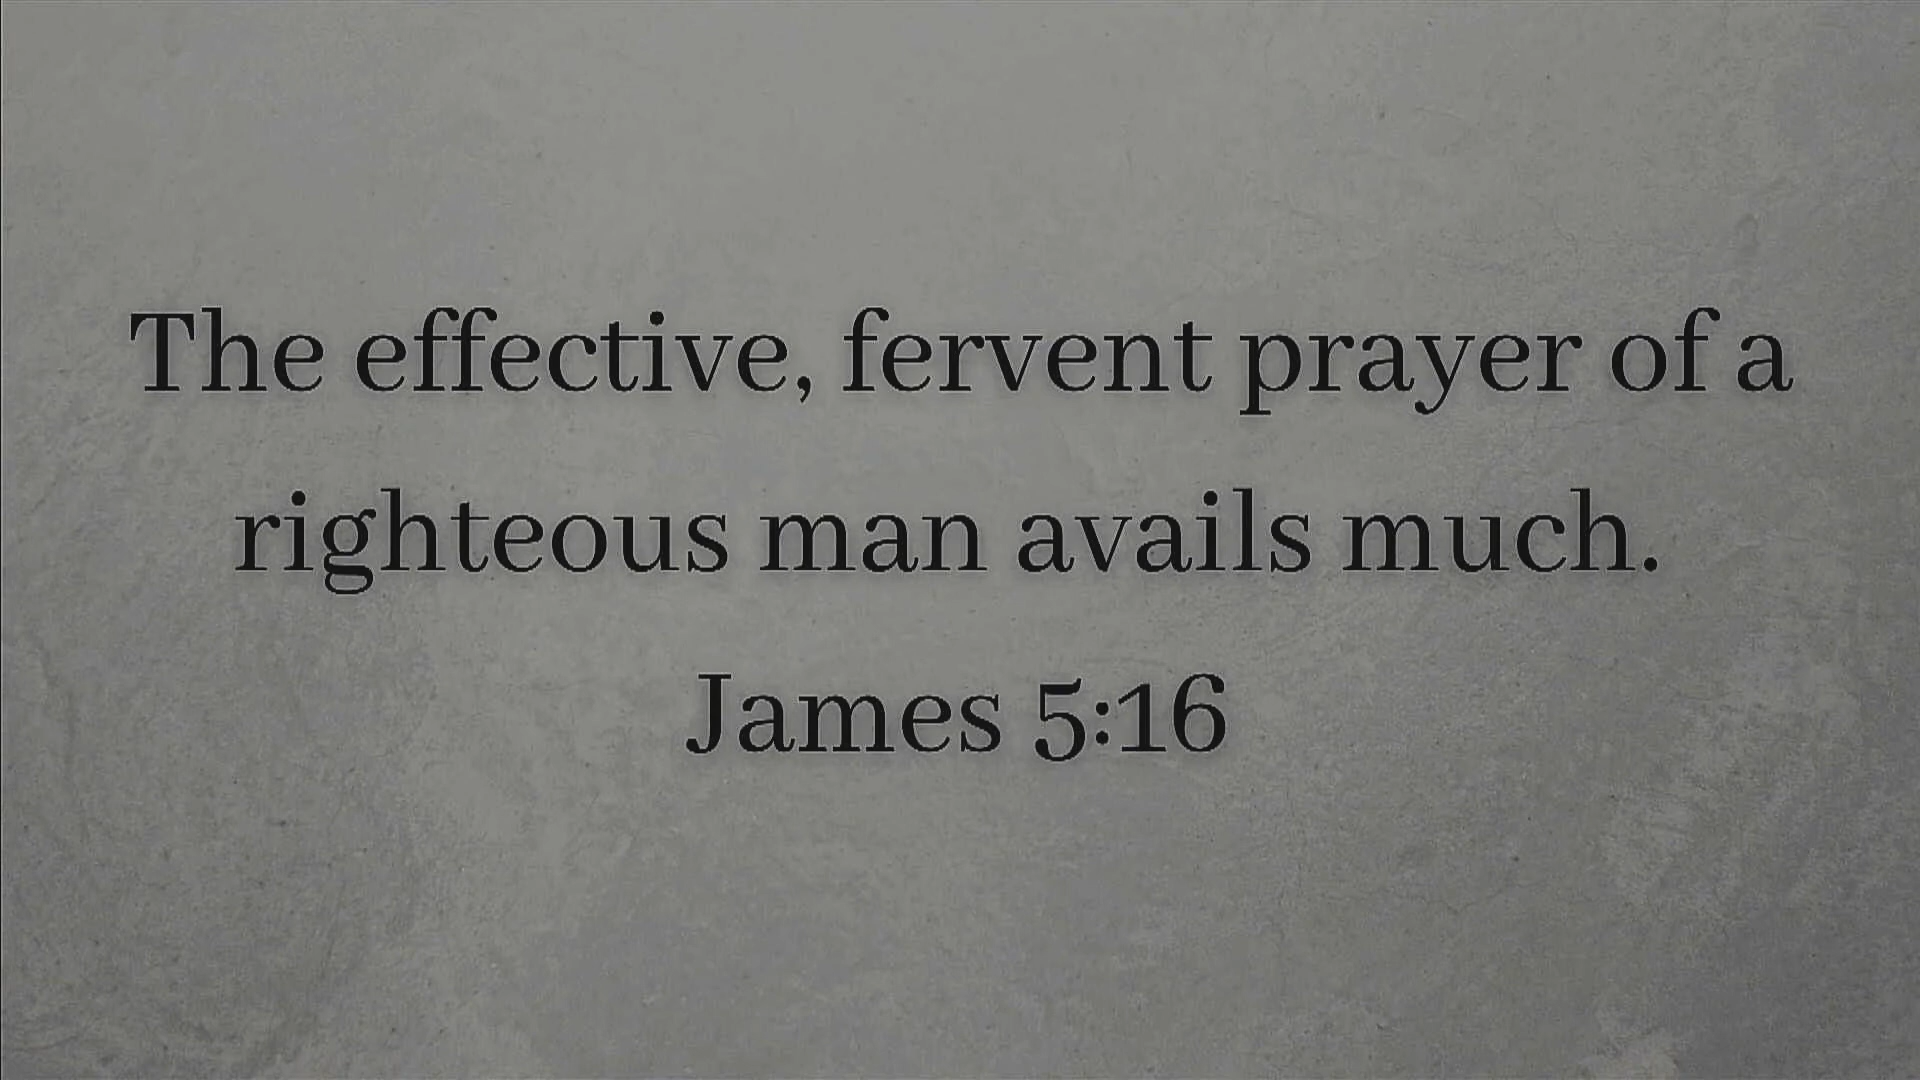 The effective, fervent prayer of a
righteous man avails much.
James 5:16